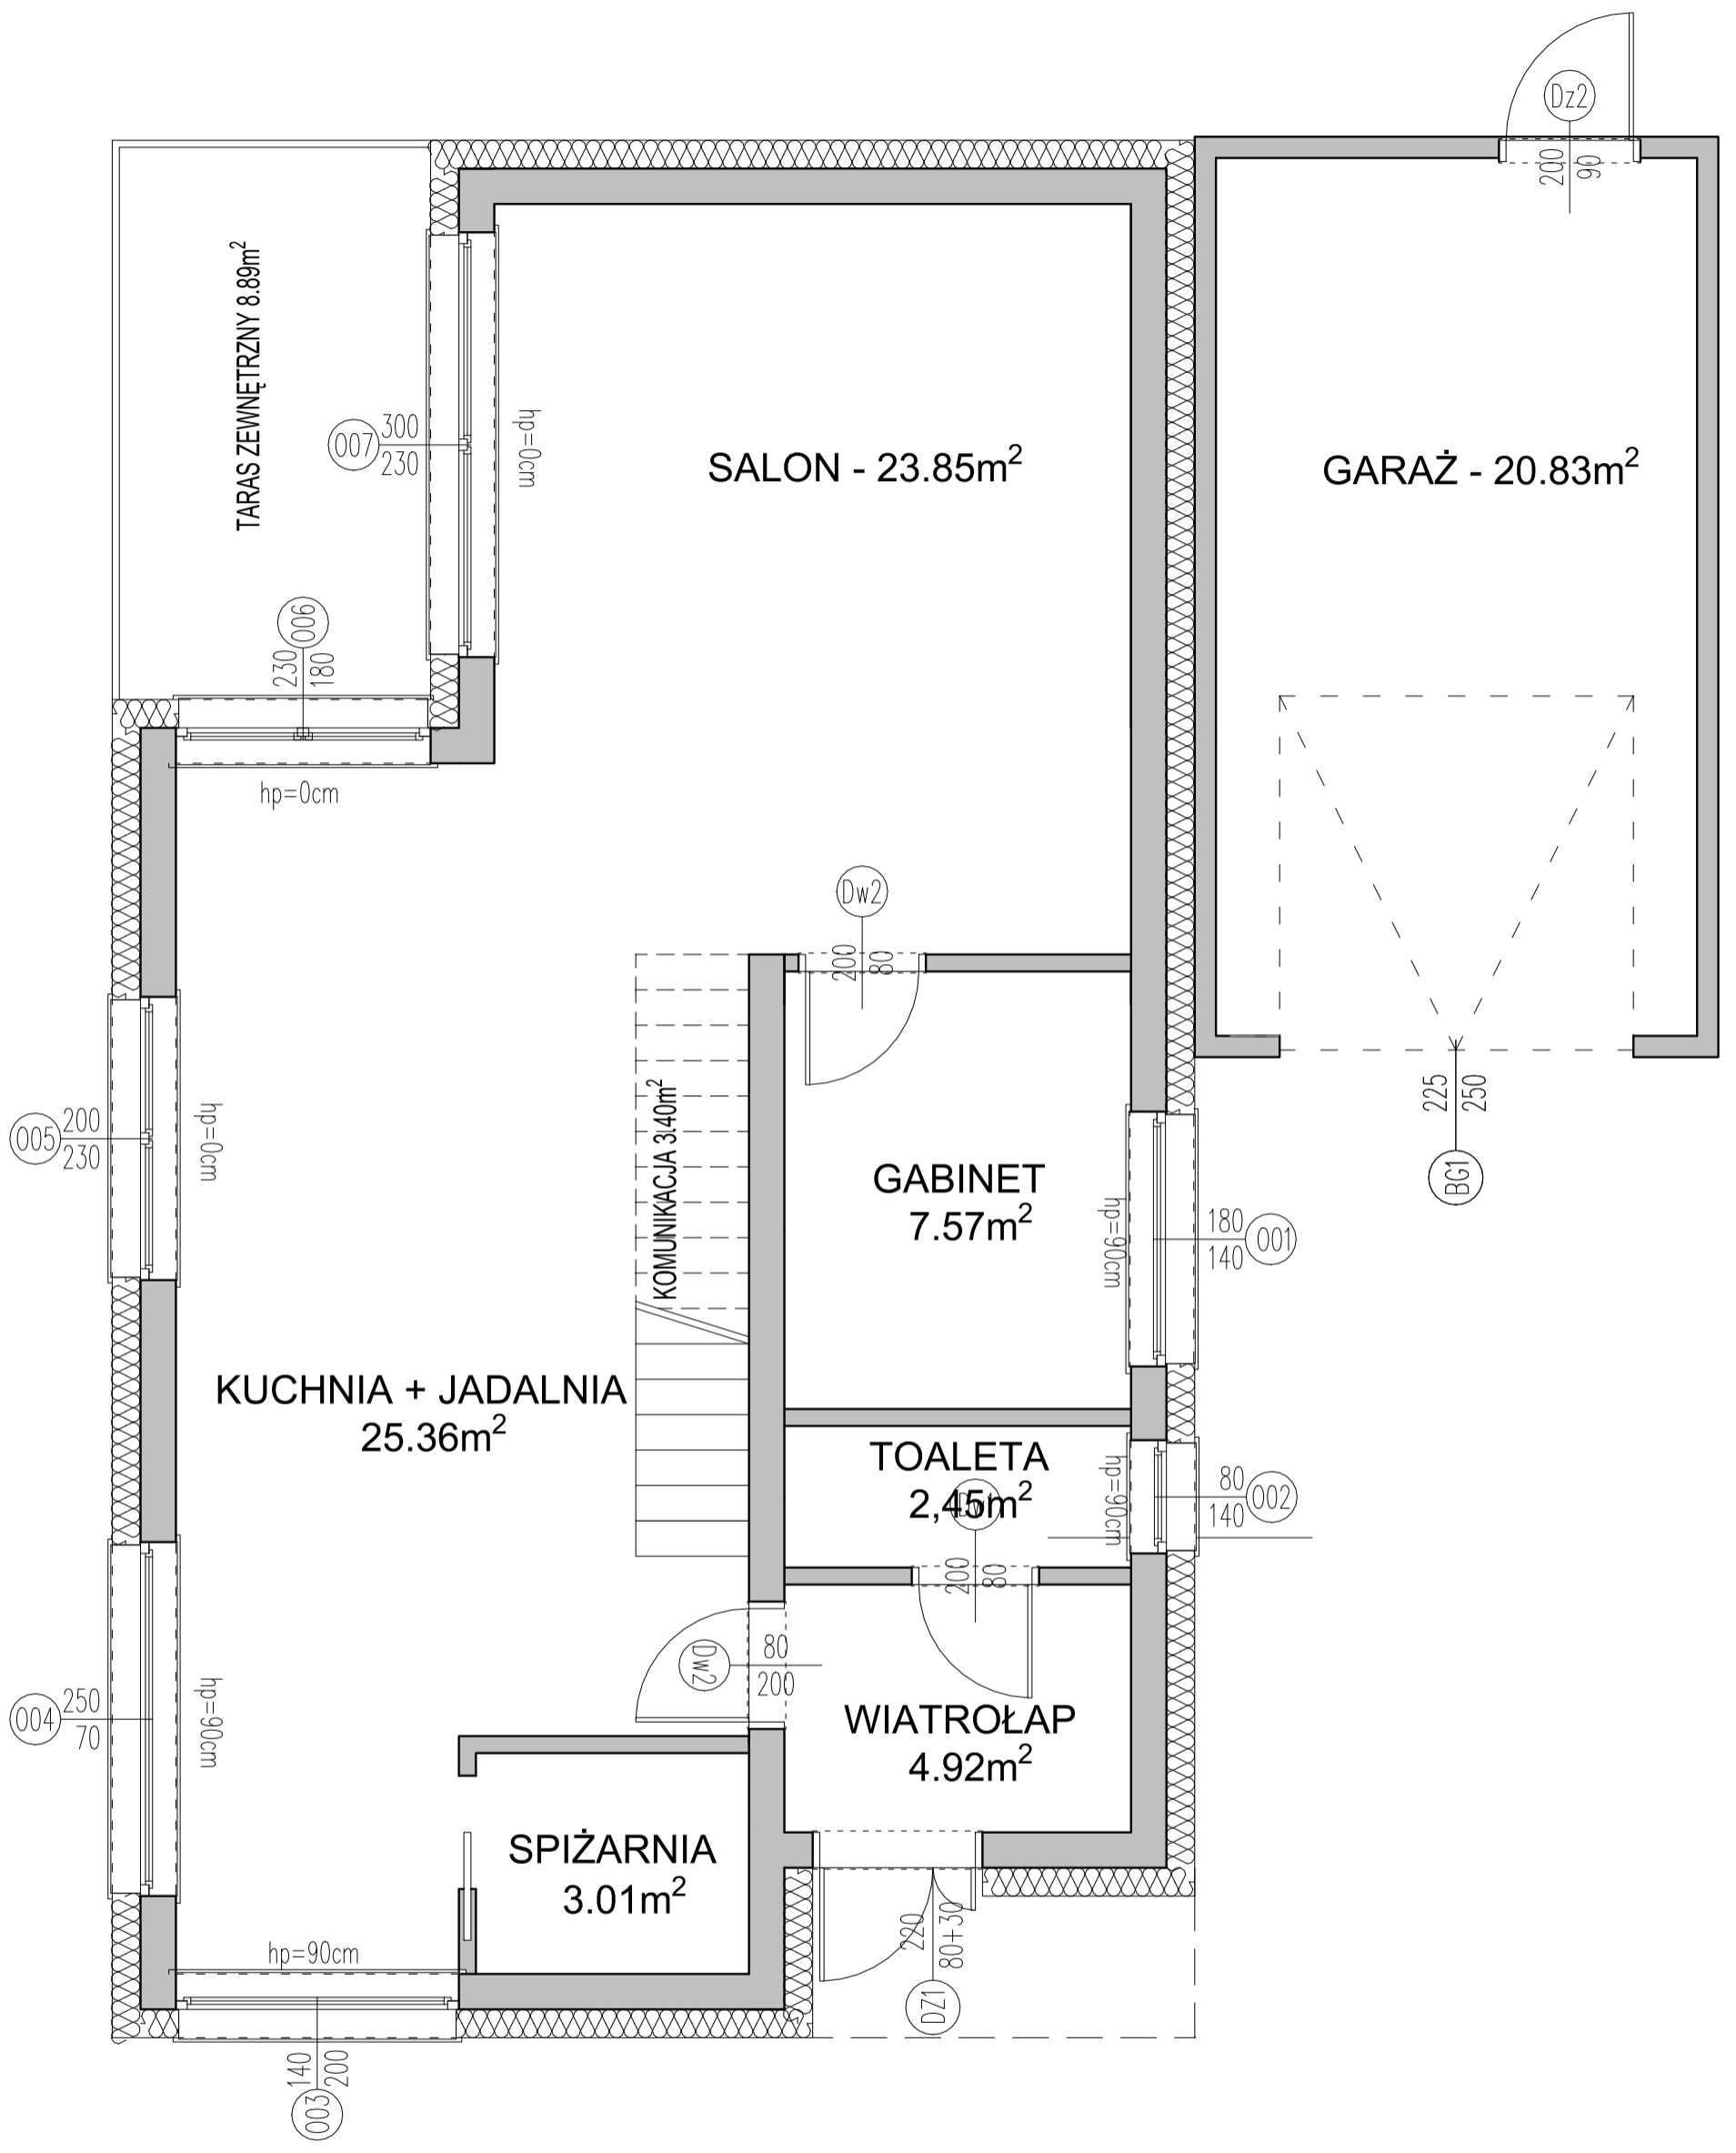 Dz2
200
90
TARAS ZEWNĘTRZNY 8.89m²
007
300
230
hp=0cm
SALON - 23.85m²
GARAŻ - 20.83m²
006
230
180
hp=0cm
Dw2
200
80
005
200
230
hp=0cm
KOMUNIKACJA 3.40m²
GABINET
7.57m²
hp=90cm
180
140
001
225
250
BG1
KUCHNIA + JADALNIA
25.36m²
TOALETA
2,45m²
hp=90cm
80
140
002
200
80
Dw2
80
200
004
250
70
hp=90cm
WIATROŁAP
4.92m²
SPIŻARNIA
3.01m²
hp=90cm
220
80+30
DZ1
140
200
003